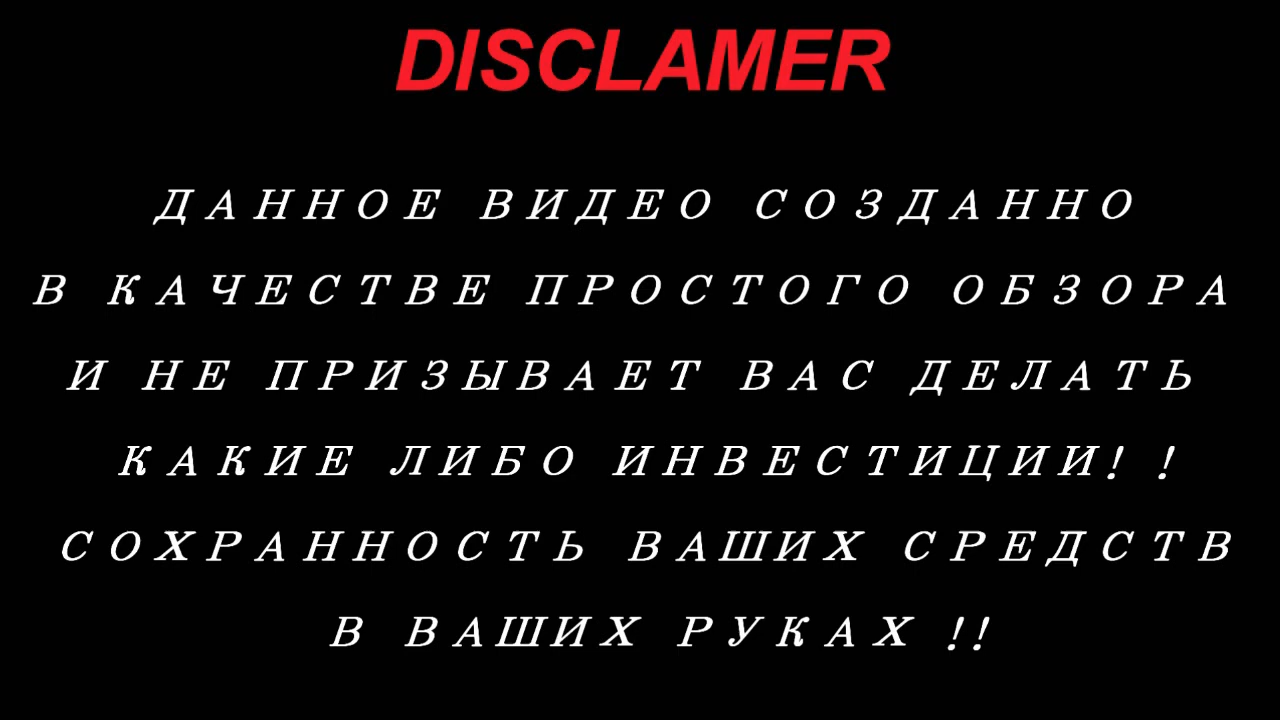 DISCLAMER
ДАННОЕ ВИДЕО СОЗДАННО
В КАЧЕСТВЕ ПРОСТОГО ОБЗОРА
И НЕ ПРИЗЫВАЕТ ВАС ДЕЛАТЬ
КАКИЕ ЛИБО ИНВЕСТИЦИИ! !
СОХРАННОСТЬ ВАШИХ СРЕДСТВ
В ВАШИХ РУКАХ !!